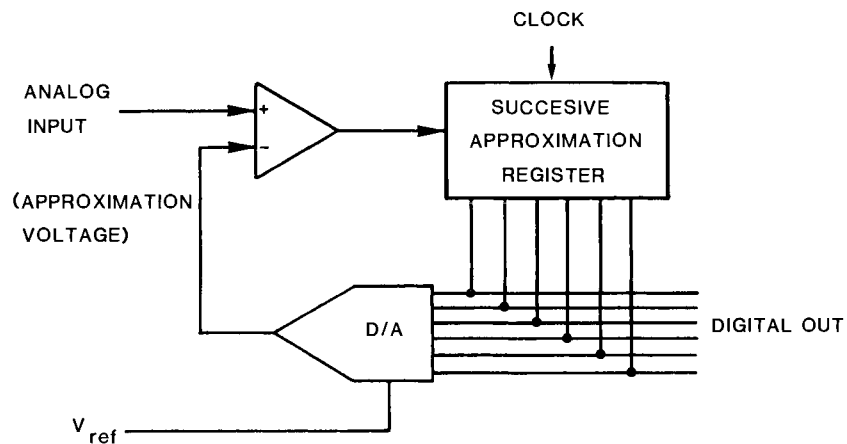 CLOCK
ANALOG
INPUT
+
−
SUCCESIVE
APPROXIMATION
REGISTER
(APPROXIMATION
VOLTAGE)
D/A
DIGITAL OUT
Vref